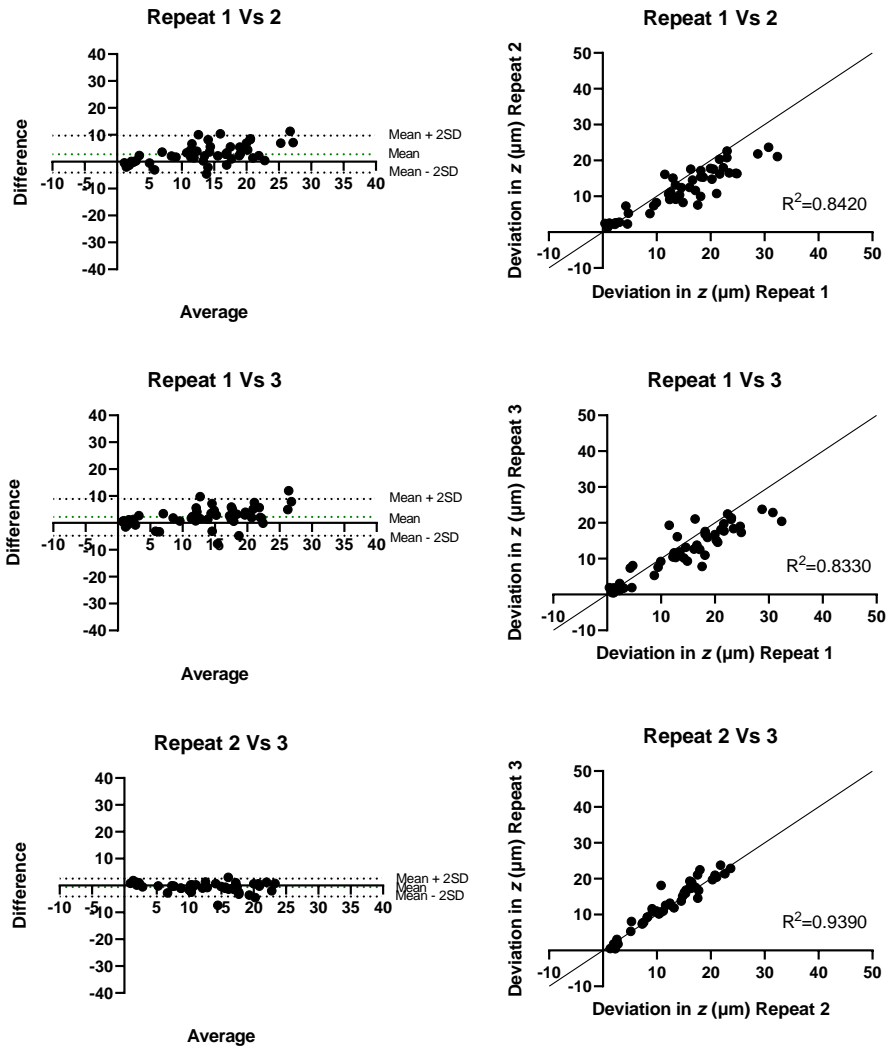 Repeat 1 Vs 2
40
30
20
10
-10
-20
-30
-40
-10 -5 5 10 15 20 25 30 35 40
Mean + 2SD
Mean
Mean - 2SD
Difference
Average
Repeat 1 Vs 2
50
40
30
20
10
-10
-10 10 20 30 40 50
R²=0.8420
Deviation in z (µm) Repeat 2
Deviation in z (µm) Repeat 1
Repeat 1 Vs 3
40
30
20
10
-10
-20
-30
-40
-10 -5 5 10 15 20 25 30 35 40
Mean + 2SD
Mean
Mean - 2SD
Difference
Average
Repeat 1 Vs 3
50
40
30
20
10
-10
-10 10 20 30 40 50
R²=0.8330
Deviation in z (µm) Repeat 3
Deviation in z (µm) Repeat 1
Repeat 2 Vs 3
40
30
20
10
-10
-20
-30
-40
-10 -5 5 10 15 20 25 30 35 40
Mean + 2SD
Mean
Mean - 2SD
Difference
Average
Repeat 2 Vs 3
50
40
30
20
10
-10
-10 10 20 30 40 50
R²=0.9390
Deviation in z (µm) Repeat 3
Deviation in z (µm) Repeat 2